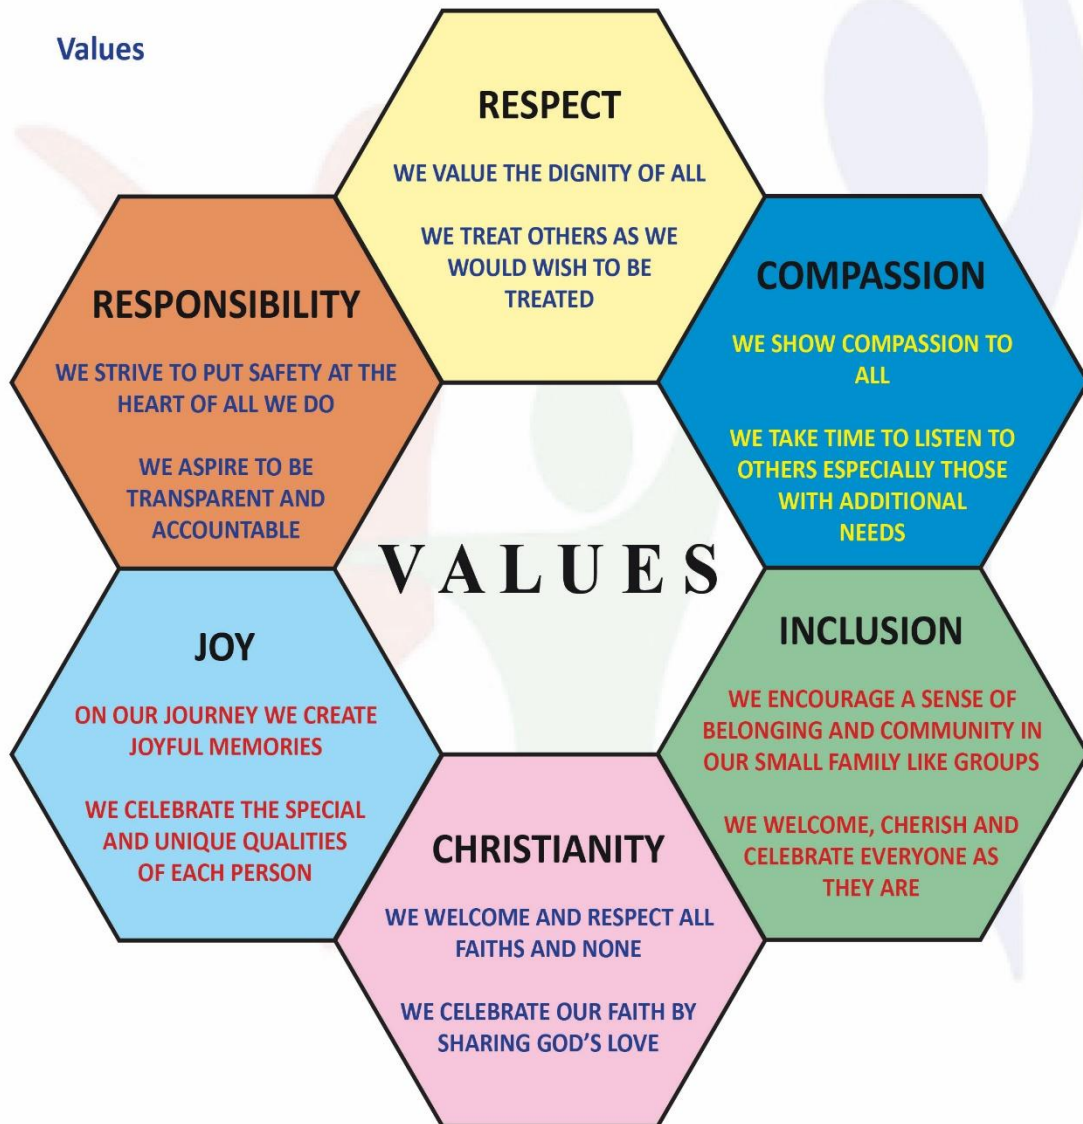 Values
RESPECT
WE VALUE THE DIGNITY OF ALL
WE TREAT OTHERS AS WE
WOULD WISH TO BE
TREATED
COMPASSION
WE SHOW COMPASSION TO
ALL
WE TAKE TIME TO LISTEN TO
OTHERS ESPECIALLY THOSE
WITH ADDITIONAL
NEEDS
RESPONSIBILITY
WE STRIVE TO PUT SAFETY AT THE
HEART OF ALL WE DO
WE ASPIRE TO BE
TRANSPARENT AND
ACCOUNTABLE
VALUES
JOY
ON OUR JOURNEY WE CREATE
JOYFUL MEMORIES
WE CELEBRATE THE SPECIAL
AND UNIQUE QUALITIES
OF EACH PERSON
INCLUSION
WE ENCOURAGE A SENSE OF
BELONGING AND COMMUNITY IN
OUR SMALL FAMILY LIKE GROUPS
WE WELCOME, CHERISH AND
CELEBRATE EVERYONE AS
THEY ARE
CHRISTIANITY
WE WELCOME AND RESPECT ALL
FAITHS AND NONE
WE CELEBRATE OUR FAITH BY
SHARING GOD'S LOVE